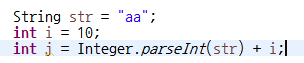 String str = "aa";
int i = 10;
int j = Integer.parseInt(str) + i;